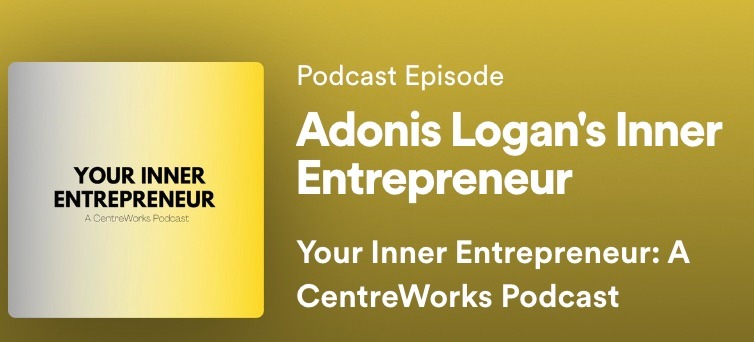 YOUR INNER
ENTREPRENEUR
A CentreWorks Podcast
Podcast Episode
Adonis Logan's Inner
Entrepreneur
Your Inner Entrepreneur: A
CentreWorks Podcast